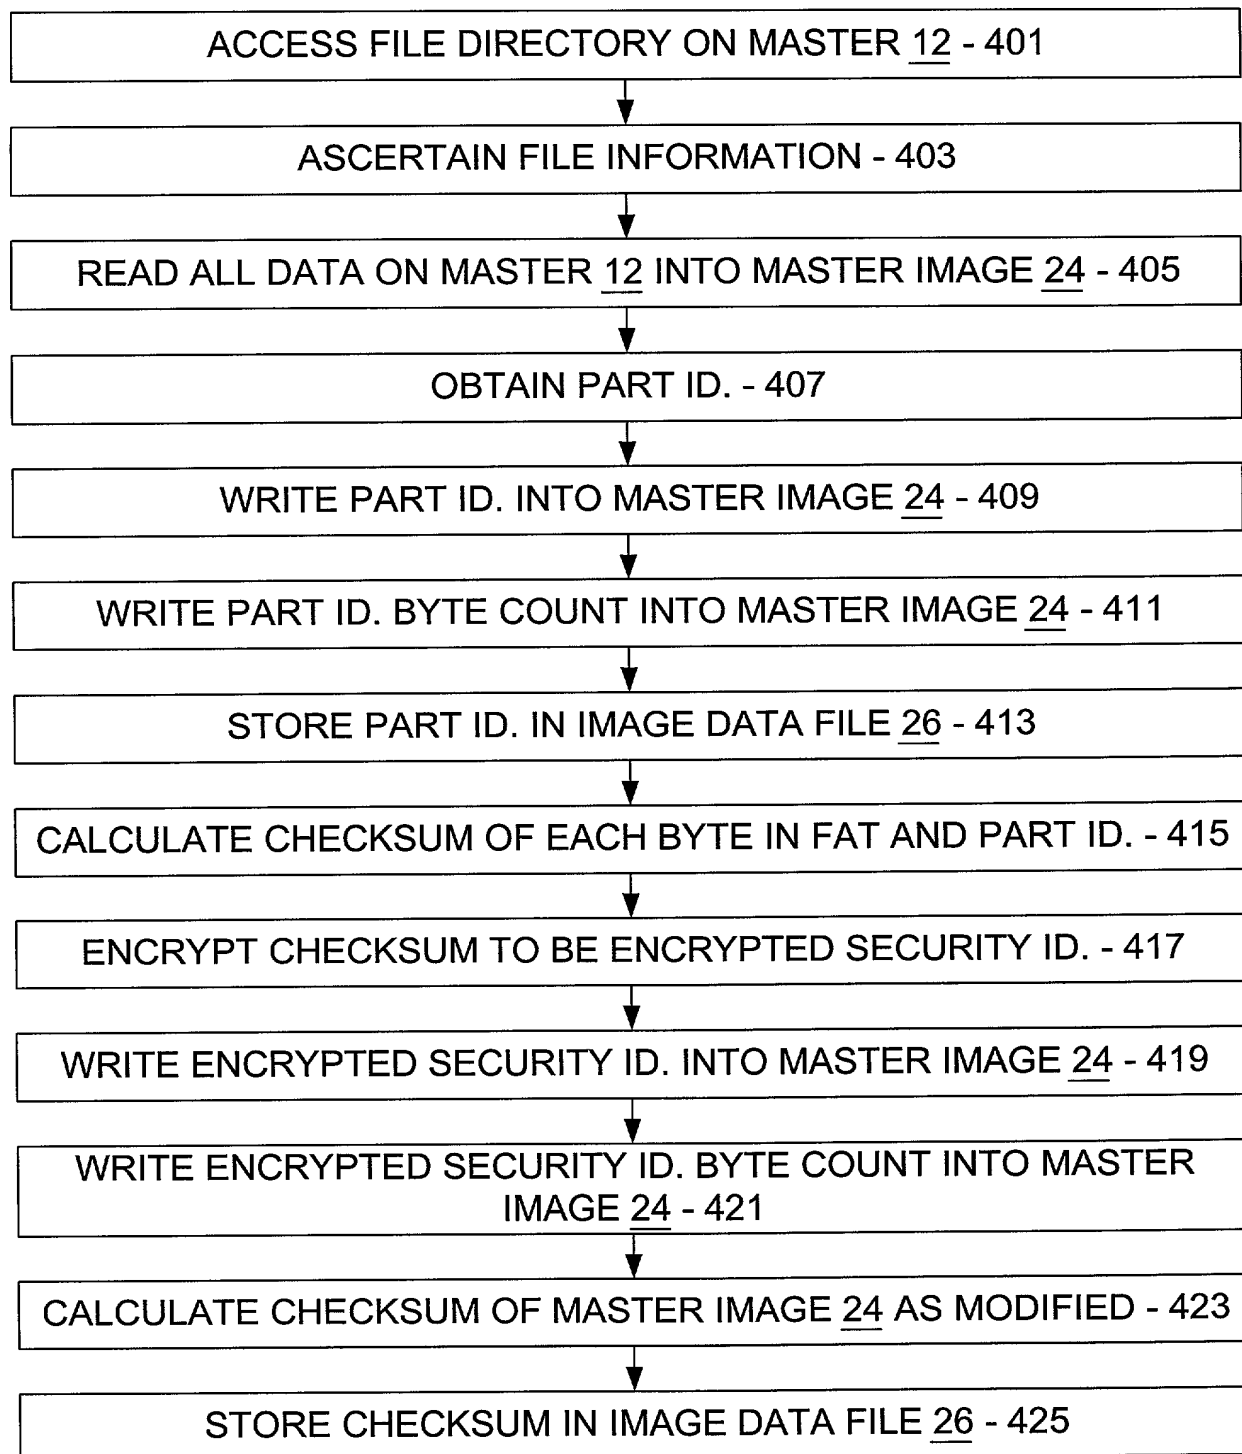 ACCESS FILE DIRECTORY ON MASTER 12 - 401
ASCERTAIN FILE INFORMATION - 403
READ ALL DATA ON MASTER 12 INTO MASTER IMAGE 24 - 405
OBTAIN PART ID. - 407
WRITE PART ID. INTO MASTER IMAGE 24 - 409
WRITE PART ID. BYTE COUNT INTO MASTER IMAGE 24 - 411
STORE PART ID. IN IMAGE DATA FILE 26 - 413
CALCULATE CHECKSUM OF EACH BYTE IN FAT AND PART ID. - 415
ENCRYPT CHECKSUM TO BE ENCRYPTED SECURITY ID. - 417
WRITE ENCRYPTED SECURITY ID. INTO MASTER IMAGE 24 - 419
WRITE ENCRYPTED SECURITY ID. BYTE COUNT INTO MASTER
IMAGE 24 - 421
CALCULATE CHECKSUM OF MASTER IMAGE 24 AS MODIFIED - 423
STORE CHECKSUM IN IMAGE DATA FILE 26 - 425